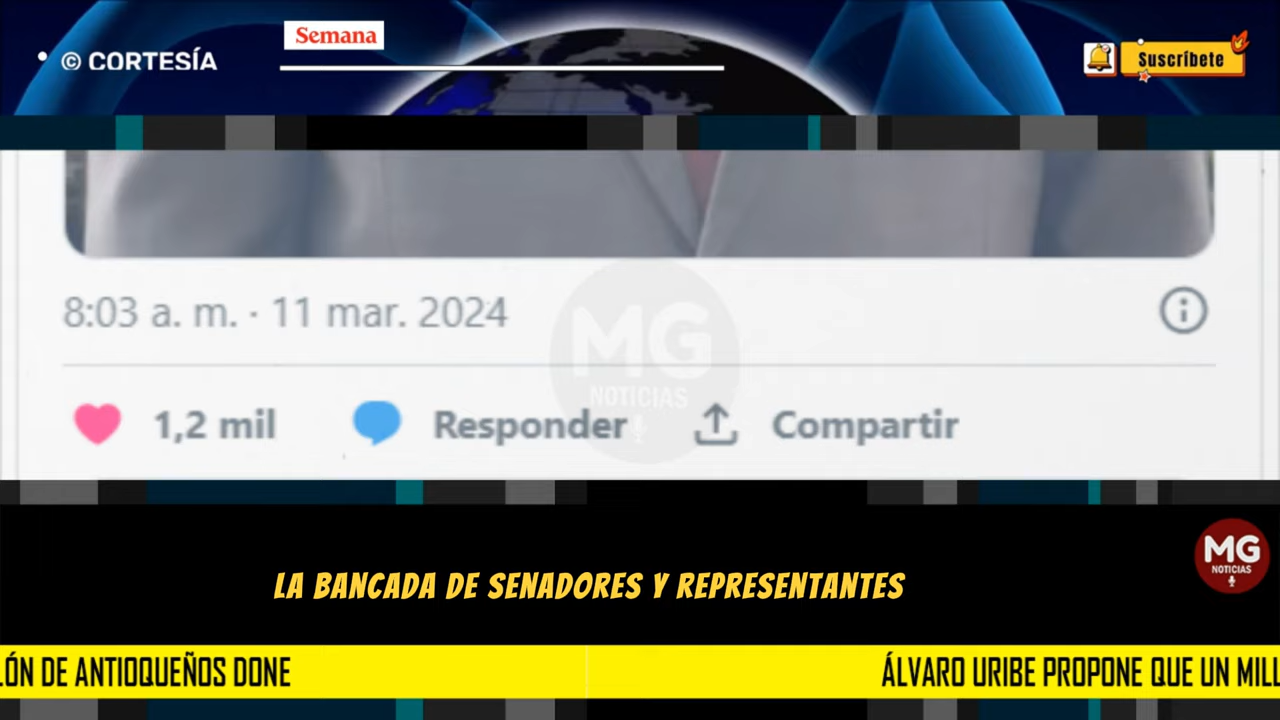 © CORTESÍA
Semana
Suscríbete
8:03 a. m. · 11 mar. 2024
MG
NOTICIAS
1,2 mil
Responder
Compartir
MG
NOTICIAS
LA BANCADA DE SENADORES Y REPRESENTANTES
LÓN DE ANTIOQUEÑOS DONE
ÁLVARO URIBE PROPONE QUE UN MILL